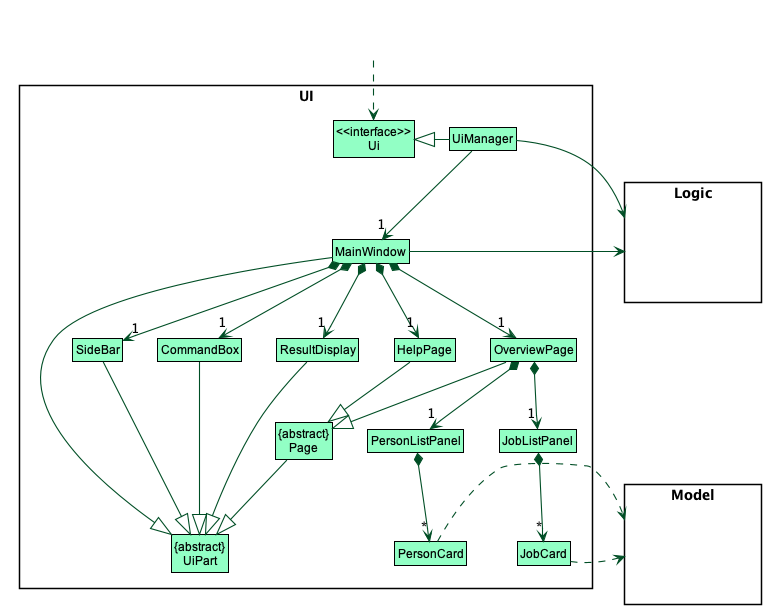 UI
<<interface>>
Ui
UiManager
Logic
1
MainWindow
1
1
1
1
1
SideBar
CommandBox
ResultDisplay
HelpPage
OverviewPage
1
1
{abstract}
Page
PersonListPanel
JobListPanel
Model
*
*
{abstract}
UiPart
PersonCard
JobCard